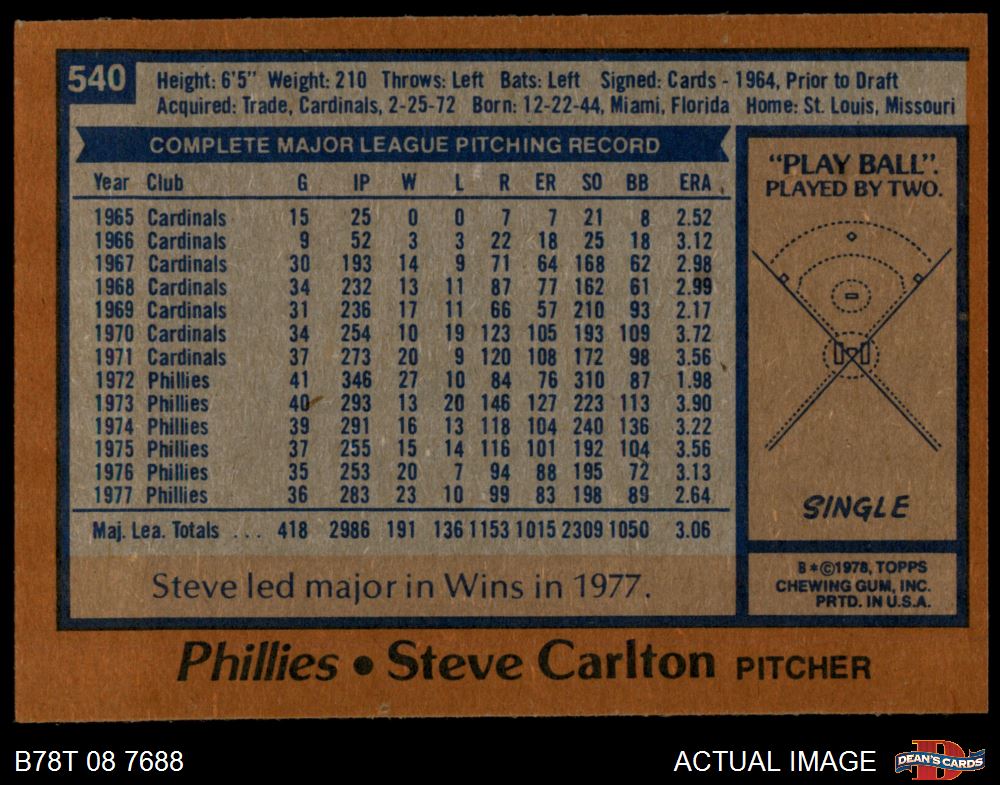 540
Height: 6'5" Weight: 210 Throws: Left Bats: Left Signed: Cards - 1964, Prior to Draft
Acquired: Trade, Cardinals, 2-25-72 Born: 12-22-44, Miami, Florida Home: St. Louis, Missouri
COMPLETE MAJOR LEAGUE PITCHING RECORD
Year Club G IP W L R ER SO BB ERA
1965 Cardinals 15 25 0 0 7 7 21 8 2.52
1966 Cardinals 9 52 3 3 22 18 25 18 3.12
1967 Cardinals 30 193 14 9 71 64 168 62 2.98
1968 Cardinals 34 232 13 11 87 77 162 61 2.99
1969 Cardinals 31 236 17 11 66 57 210 93 2.17
1970 Cardinals 34 254 10 19 123 105 193 109 3.72
1971 Cardinals 37 273 20 9 120 108 172 98 3.56
1972 Phillies 41 346 27 10 84 76 310 87 1.98
1973 Phillies 40 293 13 20 146 127 223 113 3.90
1974 Phillies 39 291 16 13 118 104 240 136 3.22
1975 Phillies 37 255 15 14 116 101 192 104 3.56
1976 Phillies 35 253 20 7 94 88 195 72 3.13
1977 Phillies 36 283 23 10 99 83 198 89 2.64
Maj. Lea. Totals ... 418 2986 191 136 1153 1015 2309 1050 3.06
Steve led major in Wins in 1977.
"PLAY BALL".
PLAYED BY TWO.
SINGLE
B*©1978, TOPPS
CHEWING GUM, INC.
PRTD. IN U.S.A.
Phillies • Steve Carlton PITCHER
B78T 08 7688
ACTUAL IMAGE
D
DEAN'S CARDS